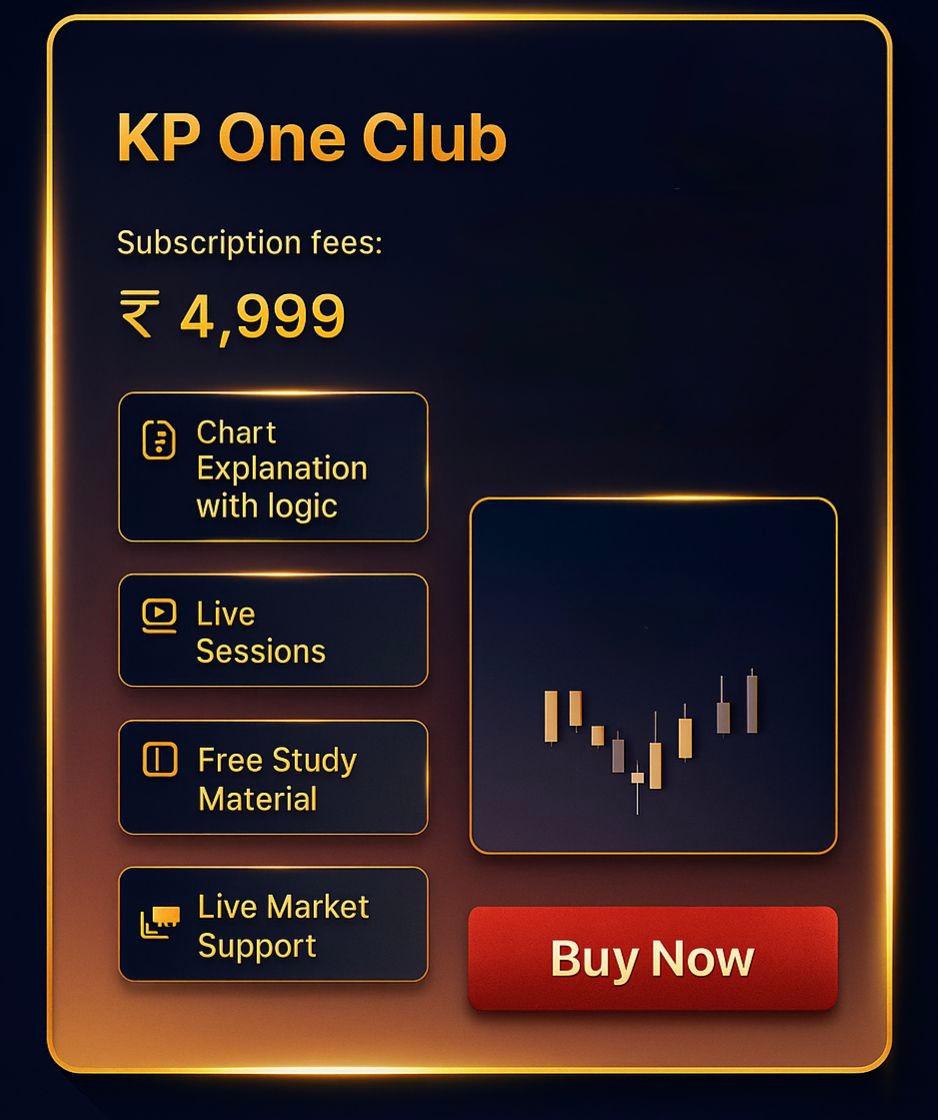 KP One Club
Subscription fees:
₹ 4,999
Chart
Explanation
with logic
Live
Sessions
Free Study
Material
Live Market
Support
Buy Now